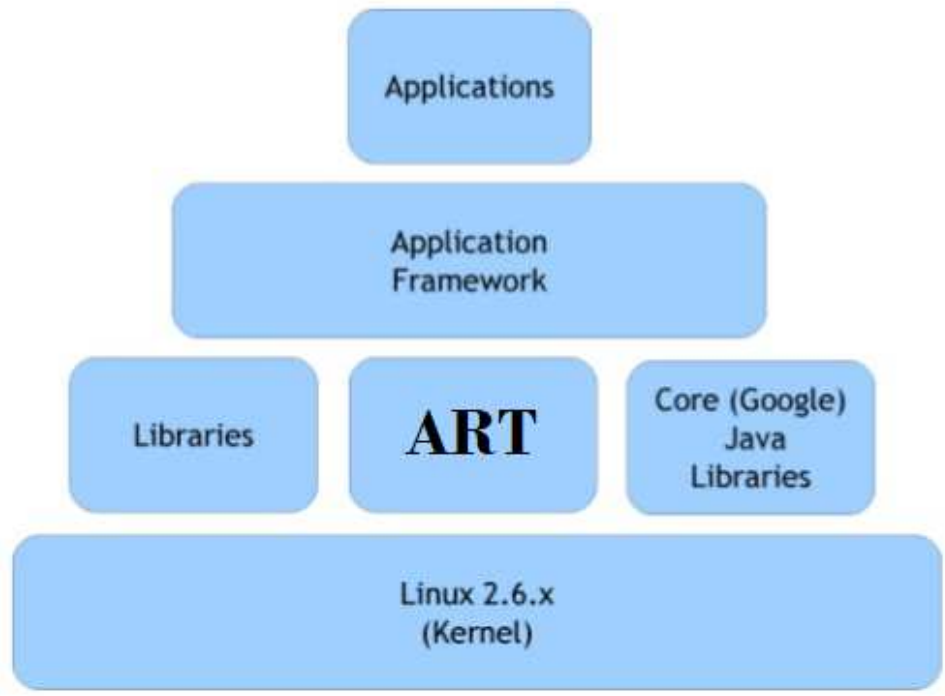 Applications
Application
Framework
Libraries
ART
Core (Google)
Java
Libraries
Linux 2.6.x
(Kernel)